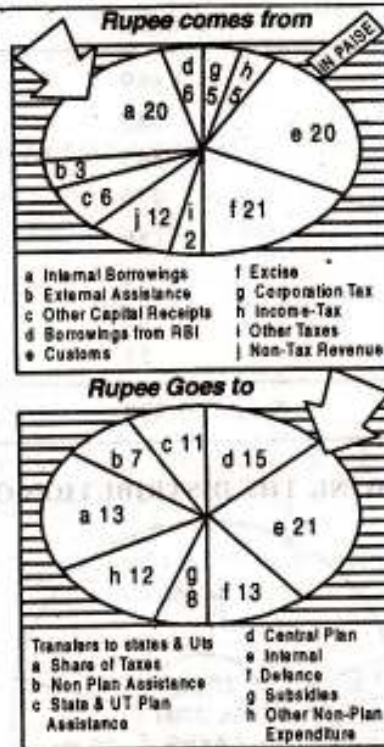 Rupee comes from
IN PAISE
d 6
g 5
h 5
a 20
e 20
b 3
c 6
j 12
i 2
f 21
a Internal Borrowings
b External Assistance
c Other Capital Receipts
d Borrowings from RBI
e Customs
f Excise
g Corporation Tax
h Income-Tax
i Other Taxes
j Non-Tax Revenue
Rupee Goes to
c 11
d 15
b 7
a 13
e 21
h 12
g 8
f 13
Transfers to states & Uts
a Share of Taxes
b Non Plan Assistance
c State & UT Plan
Assistance
d Central Plan
e Internal
f Defence
g Subsidies
h Other Non-Plan
Expenditure